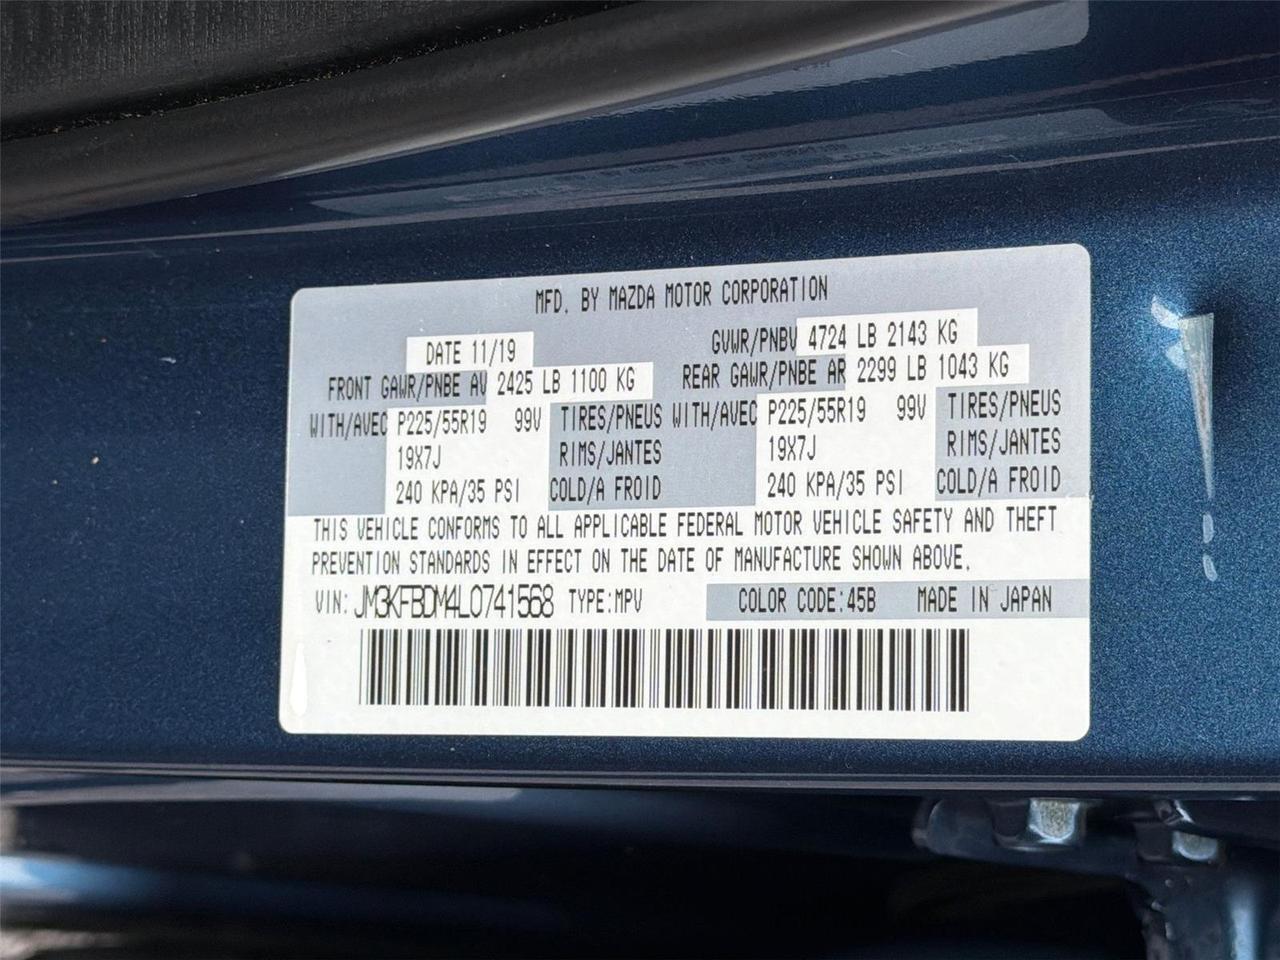 MFD. BY MAZDA MOTOR CORPORATION
DATE 11/19 GVWR/PNBV 4724 LB 2143 KG
FRONT GAWR/PNBE AV 2425 LB 1100 KG REAR GAWR/PNBE AR 2299 LB 1043 KG
WITH/AVEC P225/55R19 99V TIRES/PNEUS WITH/AVEC P225/55R19 99V TIRES/PNEUS
19X7J RIMS/JANTES 19X7J RIMS/JANTES
240 KPA/35 PSI COLD/A FROID 240 KPA/35 PSI COLD/A FROID
THIS VEHICLE CONFORMS TO ALL APPLICABLE FEDERAL MOTOR VEHICLE SAFETY AND THEFT
PREVENTION STANDARDS IN EFFECT ON THE DATE OF MANUFACTURE SHOWN ABOVE.
VIN: JM3KFBDM4L0741568 TYPE:MPV COLOR CODE:45B MADE IN JAPAN